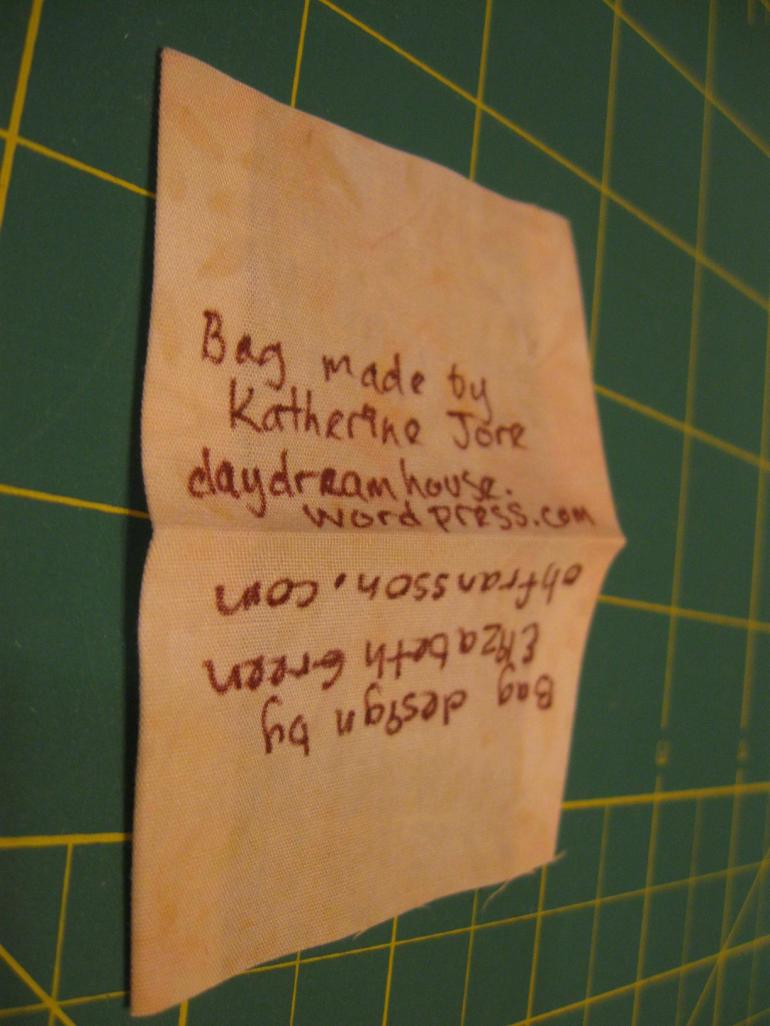 Bag made by
Katherine Jore
daydreamhouse.
wordpress.com
Bag design by
Elizabeth Green
ohfransson.com